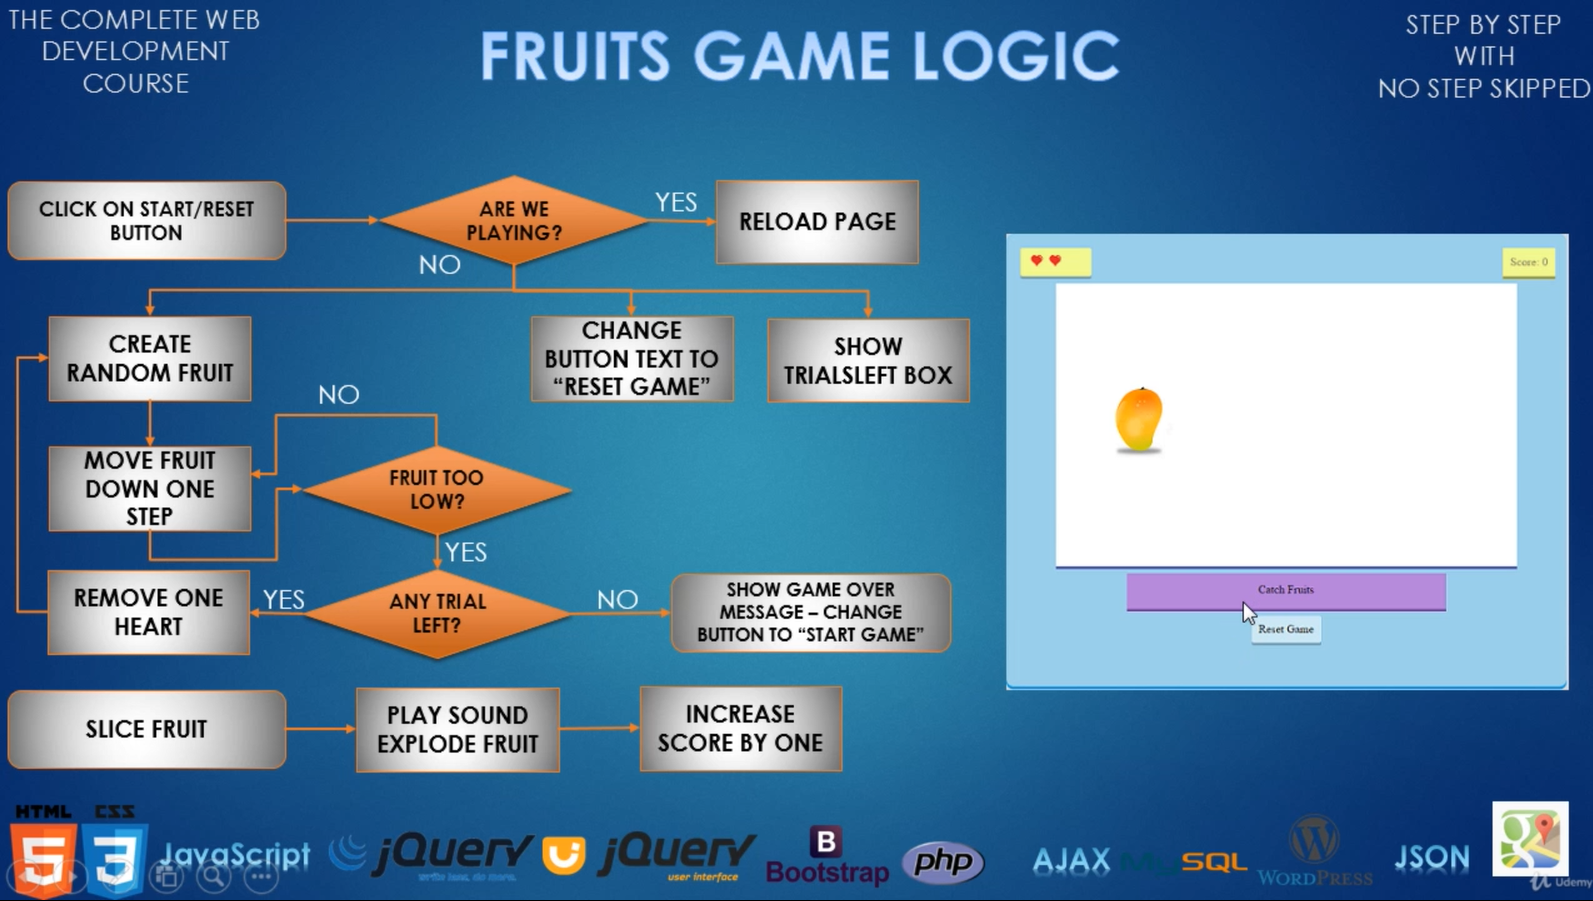 THE COMPLETE WEB
DEVELOPMENT
COURSE
FRUITS GAME LOGIC
STEP BY STEP
WITH
NO STEP SKIPPED
CLICK ON START/RESET
BUTTON
ARE WE
PLAYING?
YES
RELOAD PAGE
NO
CREATE
RANDOM FRUIT
CHANGE
BUTTON TEXT TO
“RESET GAME”
SHOW
TRIALSLEFT BOX
NO
MOVE FRUIT
DOWN ONE
STEP
FRUIT TOO
LOW?
YES
REMOVE ONE
HEART
YES
ANY TRIAL
LEFT?
NO
SHOW GAME OVER
MESSAGE – CHANGE
BUTTON TO “START GAME”
SLICE FRUIT
PLAY SOUND
EXPLODE FRUIT
INCREASE
SCORE BY ONE
Score: 0
Catch Fruits
Reset Game
HTML
5
CSS
3
JavaScript
jQuery
write less, do more.
jQuery
user interface
B
Bootstrap
php
AJAX
MySQL
W
WORDPRESS
JSON
g
Udemy